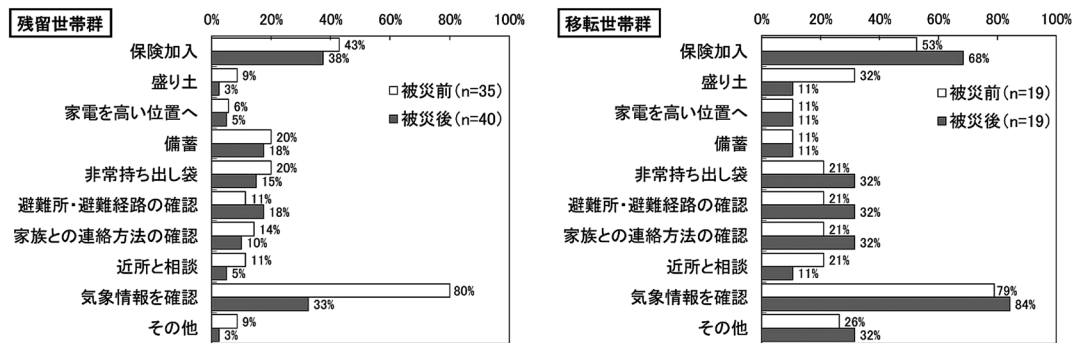 残留世帯群
0% 20% 40% 60% 80% 100%
保険加入 43% 38%
盛り土 9% 3%
家電を高い位置へ 6% 5%
備蓄 20% 18%
非常持ち出し袋 20% 15%
避難所・避難経路の確認 11% 18%
家族との連絡方法の確認 14% 10%
近所と相談 11% 5%
気象情報を確認 80% 33%
その他 9% 3%
被災前(n=35)
被災後(n=40)
移転世帯群
0% 20% 40% 60% 80% 100%
保険加入 53% 68%
盛り土 32% 11%
家電を高い位置へ 11% 11%
備蓄 11% 11%
非常持ち出し袋 21% 32%
避難所・避難経路の確認 21% 32%
家族との連絡方法の確認 21% 32%
近所と相談 21% 11%
気象情報を確認 79% 84%
その他 26% 32%
被災前(n=19)
被災後(n=19)